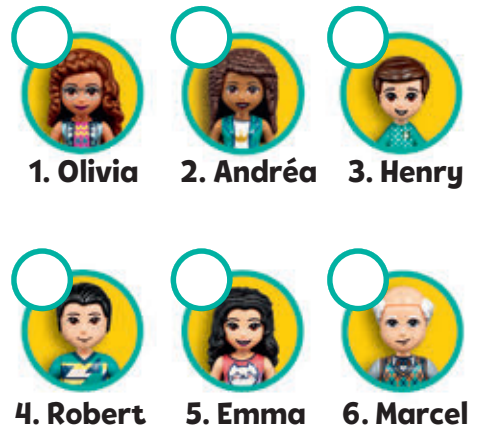 1. Olivia 2. Andréa 3. Henry
4. Robert 5. Emma 6. Marcel